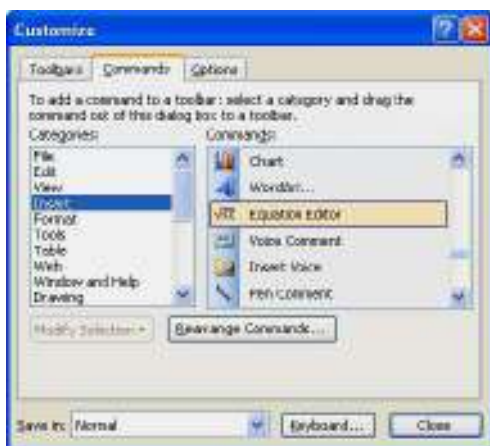 Customize
Toolbars Commands Options
To add a command to a toolbar: select a category and drag the
command out of this dialog box to a toolbar.
Categories: Commands:
File
Edit
View
Insert
Format
Tools
Table
Web
Window and Help
Drawing
Chart
WordArt...
√α Equation Editor
Voice Comment
Insert Voice
Pen Comment
Modify Selection
Rearrange Commands...
Save in: Normal Keyboard... Close